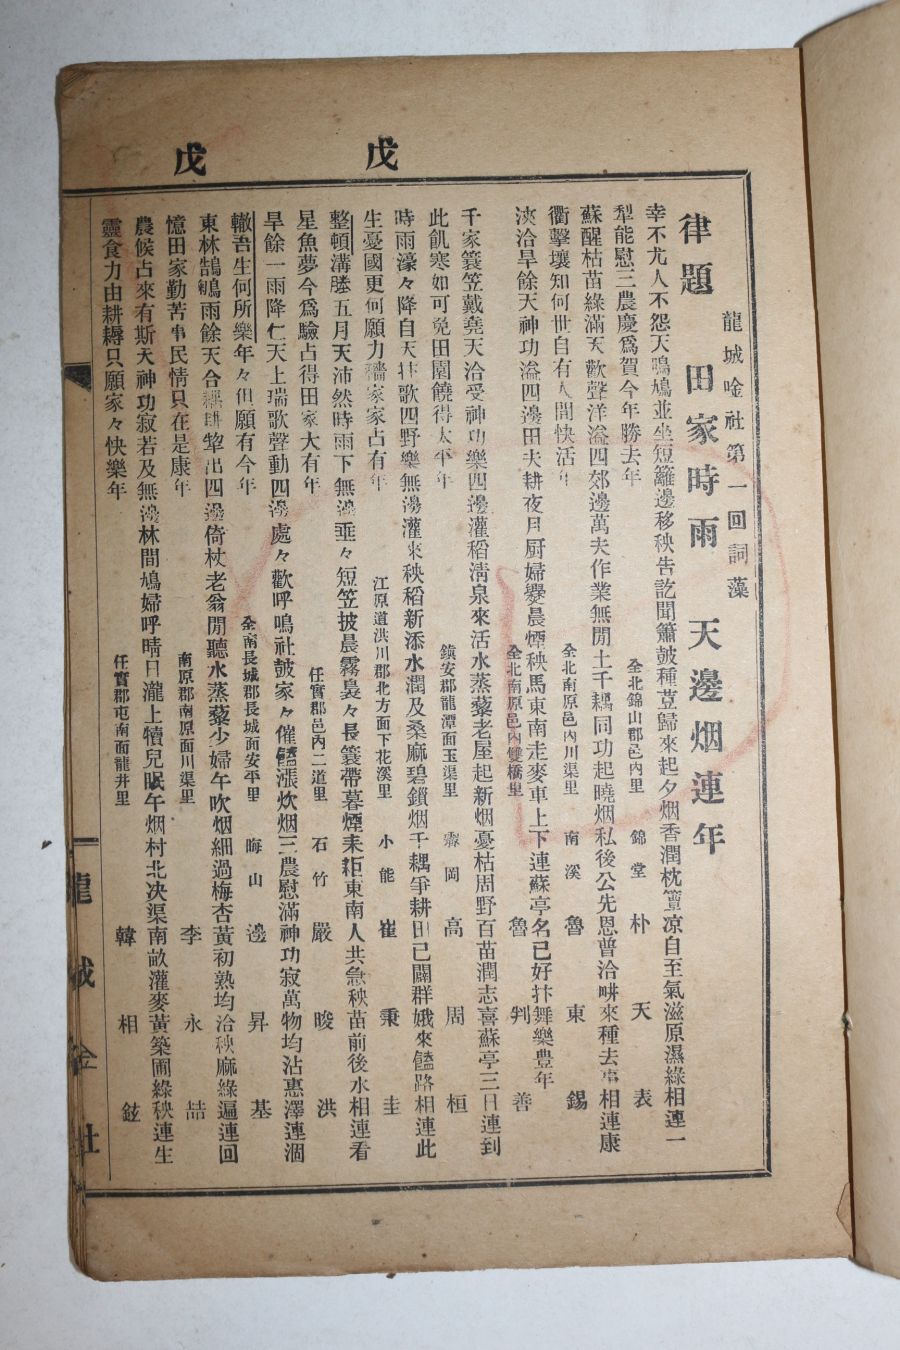 戊
戊
龍城唫社第一回詞藻
律題 田家時雨 天邊烟連年
幸不尤人不怨天鳴鳩並坐短籬邊移秧告訖聞簫皷種荳歸來起夕烟香潤枕簟凉自至氣滋原濕綠相連一
犁能慰三農慶爲賀今年勝去年 全北錦山郡邑內里 錦堂 朴天表
蘇醒枯苗綠滿天歡聲洋溢四郊邊萬夫作業無閒土千耦同功起曉烟私後公先恩普洽畊來種去事相連康
衢擊壤知何世自有人間快活年 全北南原邑內川渠里 南溪 魯東錫
浹洽旱餘天神功溢四邊田夫耕夜月厨婦爨晨煙秧馬東南走麥車上下連蘇亭名已好抃舞樂豊年
全北南原邑內雙橋里 魯判善
千家簑笠戴堯天洽受神功樂四邊灌稻淸泉來活水蒸藜老屋起新烟憂枯周野百苗潤志喜蘇亭三日連到
此飢寒如可免田園饒得太平年 鎭安郡龍潭面玉渠里 霽岡 高周桓
時雨濠々降自天抃歌四野樂無邊灌來秧稻新添水潤及桑麻碧鎖烟千耦爭耕田已闢群娥來饁路相連此
生憂國更何願力穡家家占有年 江原道洪川郡北方面下花溪里 小能 崔秉圭
整頓溝塍五月天沛然時雨下無邊垂々短笠披晨霧裊々長簑帶暮煙耒耟東南人共急秧苗前後水相連看
星魚夢今爲驗占得田家大有年 任實郡邑內二道里 石竹 嚴晙洪
旱餘一雨降仁天上瑞歌聲動四邊處々歡呼鳴社皷家々催饁漲炊烟三農慰滿神功寂萬物均沾惠澤連涸
轍吾生何所樂年々但願有今年 全南長城郡長城面安平里 晦山 邊昇基
東林鵠鵃雨餘天合耦耕犂出四邊倚杖老翁閒聽水蒸藜少婦午吹烟細過梅杏黃初熟均洽秧麻綠遍連回
憶田家勤苦事民情只在是康年 南原郡南原面川渠里 李永喆
農候占來有斯天神功寂若及無邊林間鳩婦呼晴日瀧上犢兒眠午烟村北决渠南畝灌麥黃築圃綠秧連生
靈食力由耕耨只願家々快樂年 任實郡屯南面龍井里 韓相鉉
龍城唫社